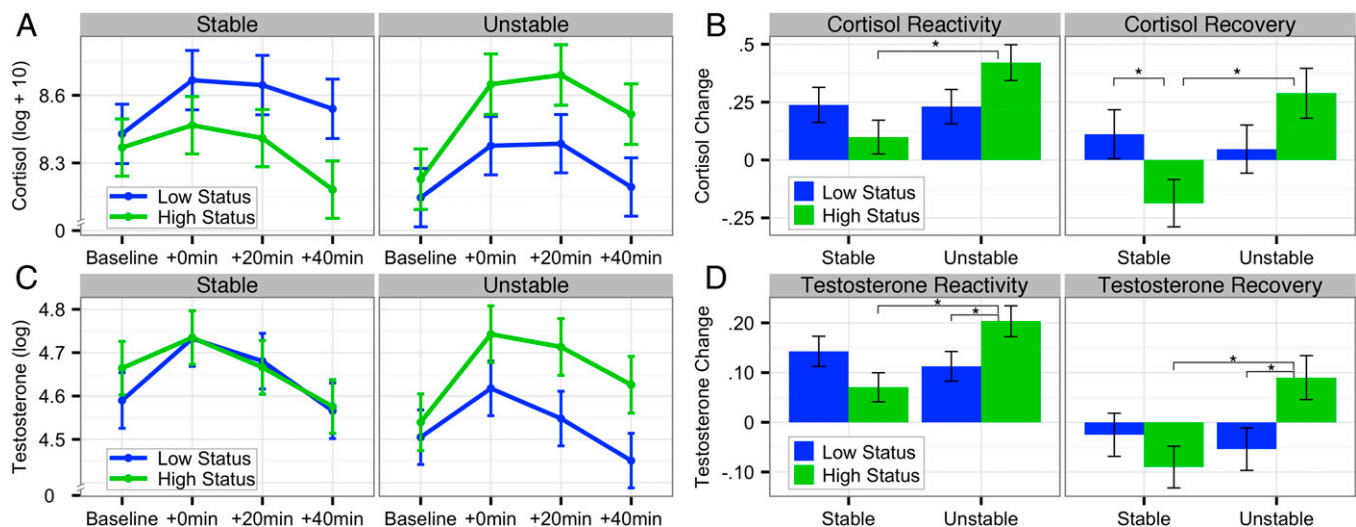 A
Stable
Unstable
Cortisol (log + 10)
8.6
8.3
0
Low Status
High Status
Baseline +0min +20min +40min
Baseline +0min +20min +40min
B
Cortisol Reactivity
Cortisol Recovery
Cortisol Change
.5
.25
0
-.25
*
* *
Low Status
High Status
Stable Unstable
Stable Unstable
C
Stable
Unstable
Testosterone (log)
4.8
4.7
4.5
0
Low Status
High Status
Baseline +0min +20min +40min
Baseline +0min +20min +40min
D
Testosterone Reactivity
Testosterone Recovery
Testosterone Change
.20
.10
0
-.10
*
*
*
*
Low Status
High Status
Stable Unstable
Stable Unstable